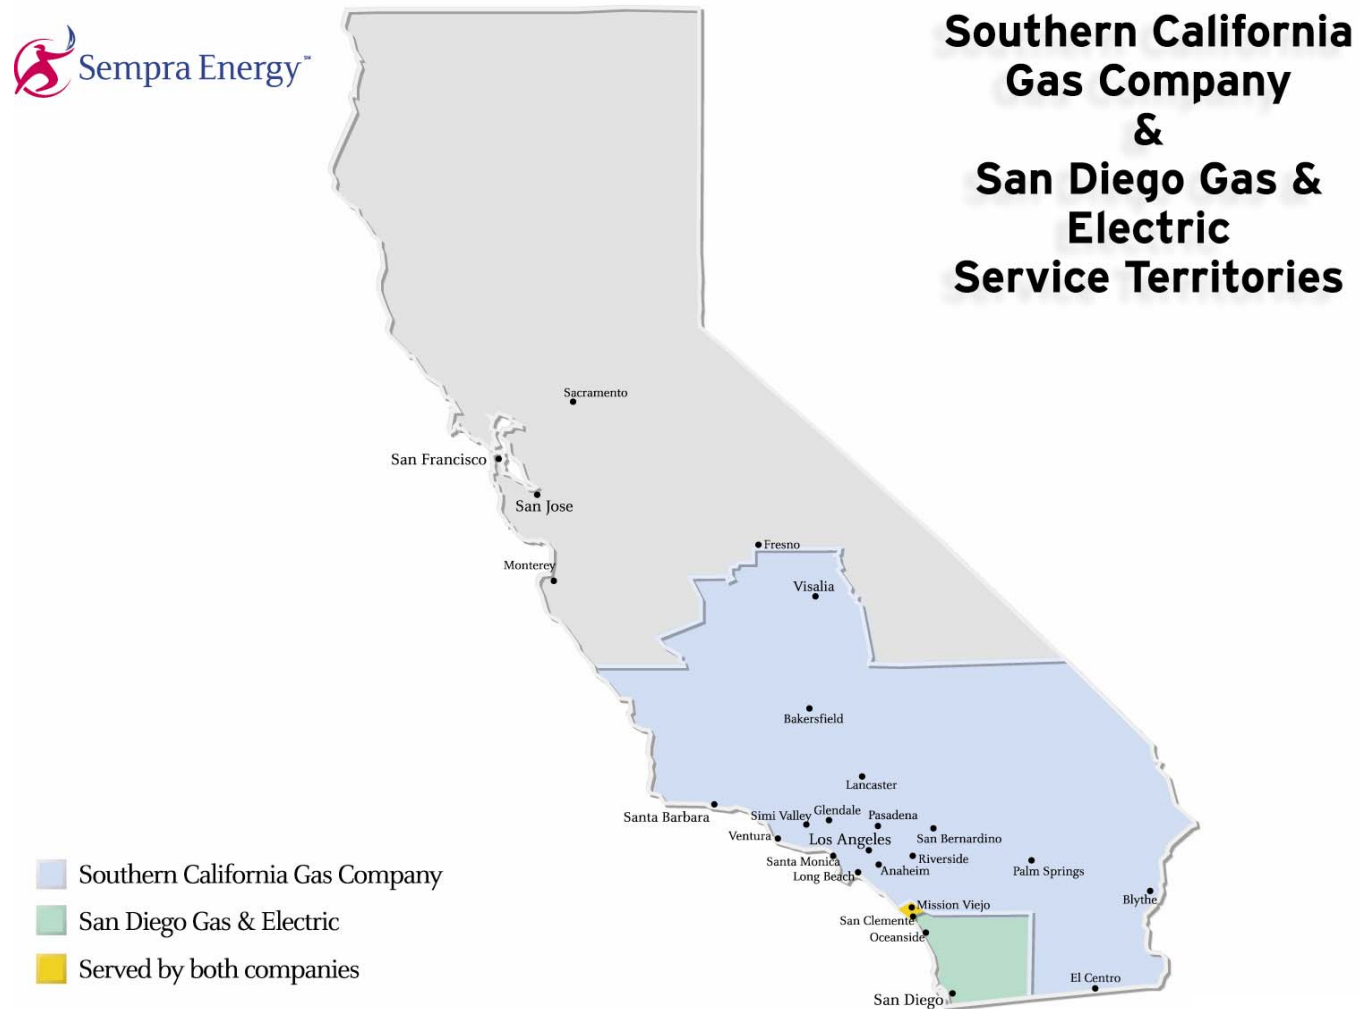 Sempra Energy℠
Southern California
Gas Company
&
San Diego Gas &
Electric
Service Territories
Sacramento
San Francisco
San Jose
Fresno
Monterey
Visalia
Bakersfield
Lancaster
Santa Barbara
Simi Valley
Glendale
Pasadena
Ventura
Los Angeles
San Bernardino
Santa Monica
Riverside
Long Beach
Anaheim
Palm Springs
Blythe
Mission Viejo
San Clemente
Oceanside
El Centro
San Diego
Southern California Gas Company
San Diego Gas & Electric
Served by both companies